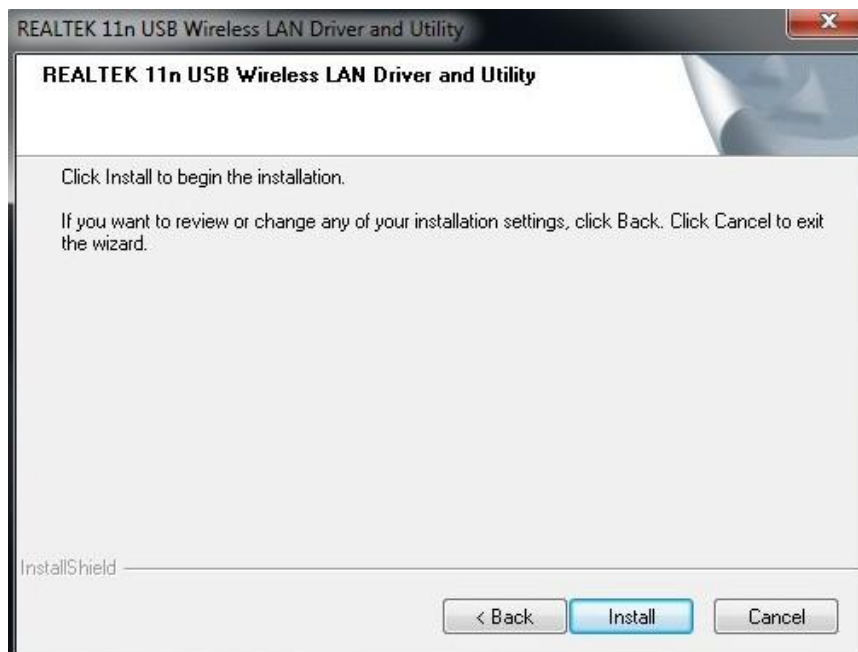 REALTEK 11n USB Wireless LAN Driver and Utility
REALTEK 11n USB Wireless LAN Driver and Utility
Click Install to begin the installation.
If you want to review or change any of your installation settings, click Back. Click Cancel to exit
the wizard.
InstallShield
< Back Install Cancel